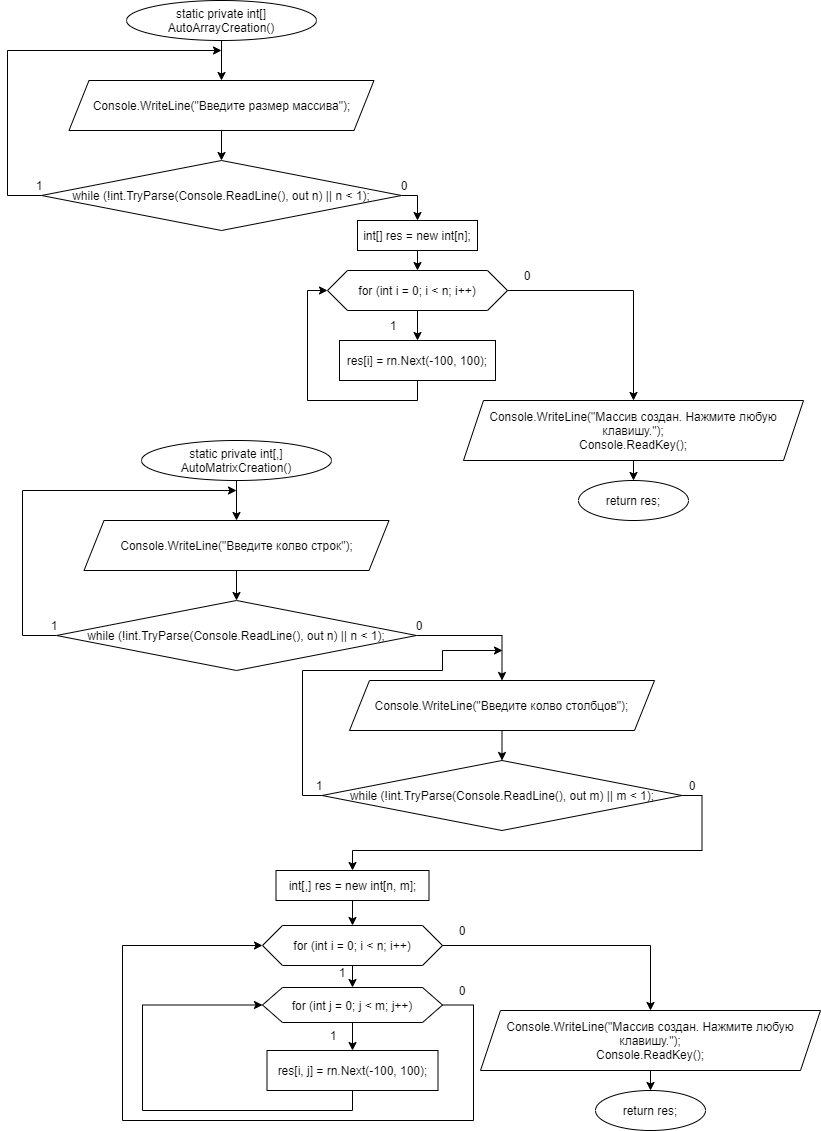 static private int[]
AutoArrayCreation()
Console.WriteLine("Введите размер массива");
1
while (!int.TryParse(Console.ReadLine(), out n) || n < 1);
0
int[] res = new int[n];
for (int i = 0; i < n; i++)
0
1
res[i] = rn.Next(-100, 100);
Console.WriteLine("Массив создан. Нажмите любую
клавишу.");
Console.ReadKey();
return res;
static private int[,]
AutoMatrixCreation()
Console.WriteLine("Введите колво строк");
1
while (!int.TryParse(Console.ReadLine(), out n) || n < 1);
0
Console.WriteLine("Введите колво столбцов");
1
while (!int.TryParse(Console.ReadLine(), out m) || m < 1);
0
int[,] res = new int[n, m];
for (int i = 0; i < n; i++)
0
1
for (int j = 0; j < m; j++)
0
1
res[i, j] = rn.Next(-100, 100);
Console.WriteLine("Массив создан. Нажмите любую
клавишу.");
Console.ReadKey();
return res;